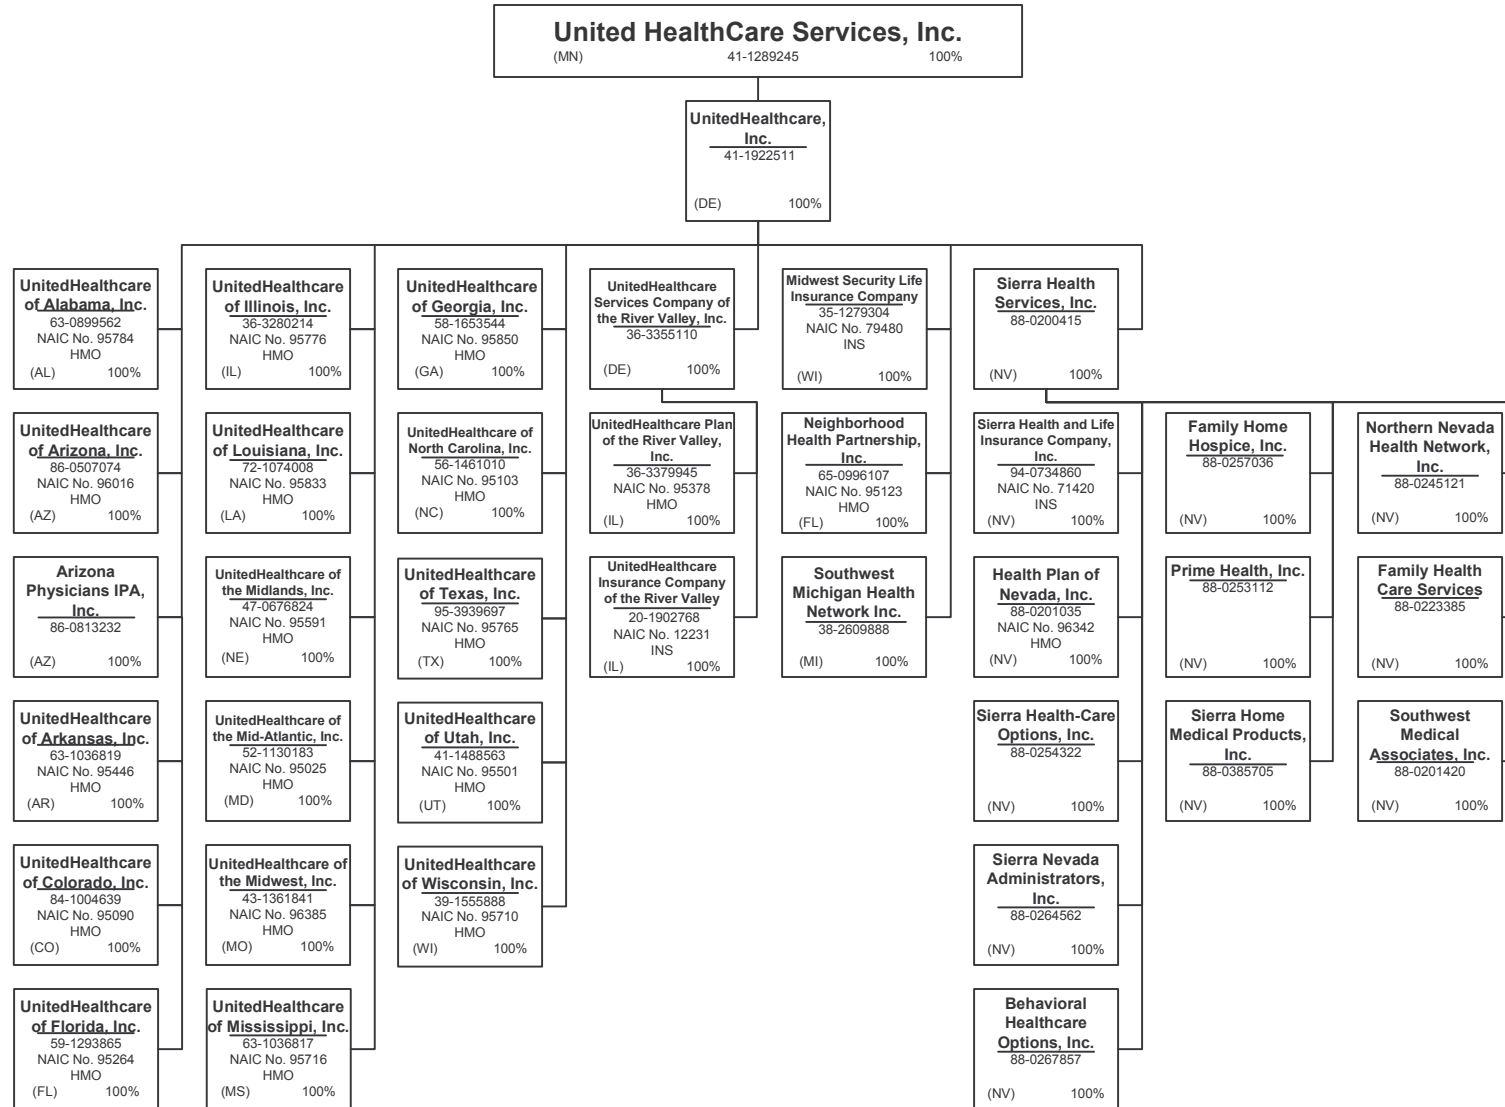 United HealthCare Services, Inc.
(MN) 41-1289245 100%
UnitedHealthcare,
Inc.
41-1922511
(DE) 100%
UnitedHealthcare
of Alabama, Inc.
63-0899562
NAIC No. 95784
HMO
(AL) 100%
UnitedHealthcare
of Illinois, Inc.
36-3280214
NAIC No. 95776
HMO
(IL) 100%
UnitedHealthcare
of Georgia, Inc.
58-1653544
NAIC No. 95850
HMO
(GA) 100%
UnitedHealthcare
Services Company of
the River Valley, Inc.
36-3355110
(DE) 100%
Midwest Security Life
Insurance Company
35-1279304
NAIC No. 79480
INS
(WI) 100%
Sierra Health
Services, Inc.
88-0200415
(NV) 100%
UnitedHealthcare
of Arizona, Inc.
86-0507074
NAIC No. 96016
HMO
(AZ) 100%
UnitedHealthcare
of Louisiana, Inc.
72-1074008
NAIC No. 95833
HMO
(LA) 100%
UnitedHealthcare of
North Carolina, Inc.
56-1461010
NAIC No. 95103
HMO
(NC) 100%
UnitedHealthcare Plan
of the River Valley,
Inc.
36-3379945
NAIC No. 95378
HMO
(IL) 100%
Neighborhood
Health Partnership,
Inc.
65-0996107
NAIC No. 95123
HMO
(FL) 100%
Sierra Health and Life
Insurance Company,
Inc.
94-0734860
NAIC No. 71420
INS
(NV) 100%
Family Home
Hospice, Inc.
88-0257036
(NV) 100%
Northern Nevada
Health Network,
Inc.
88-0245121
(NV) 100%
Arizona
Physicians IPA,
Inc.
86-0813232
(AZ) 100%
UnitedHealthcare of
the Midlands, Inc.
47-0676824
NAIC No. 95591
HMO
(NE) 100%
UnitedHealthcare
of Texas, Inc.
95-3939697
NAIC No. 95765
HMO
(TX) 100%
UnitedHealthcare
Insurance Company
of the River Valley
20-1902768
NAIC No. 12231
INS
(IL) 100%
Southwest
Michigan Health
Network Inc.
38-2609888
(MI) 100%
Health Plan of
Nevada, Inc.
88-0201035
NAIC No. 96342
HMO
(NV) 100%
Prime Health, Inc.
88-0253112
(NV) 100%
Family Health
Care Services
88-0223385
(NV) 100%
UnitedHealthcare
of Arkansas, Inc.
63-1036819
NAIC No. 95446
HMO
(AR) 100%
UnitedHealthcare of
the Mid-Atlantic, Inc.
52-1130183
NAIC No. 95025
HMO
(MD) 100%
UnitedHealthcare
of Utah, Inc.
41-1488563
NAIC No. 95501
HMO
(UT) 100%
Sierra Health-Care
Options, Inc.
88-0254322
(NV) 100%
Sierra Home
Medical Products,
Inc.
88-0385705
(NV) 100%
Southwest
Medical
Associates, Inc.
88-0201420
(NV) 100%
UnitedHealthcare
of Colorado, Inc.
84-1004639
NAIC No. 95090
HMO
(CO) 100%
UnitedHealthcare of
the Midwest, Inc.
43-1361841
NAIC No. 96385
HMO
(MO) 100%
UnitedHealthcare
of Wisconsin, Inc.
39-1555888
NAIC No. 95710
HMO
(WI) 100%
Sierra Nevada
Administrators,
Inc.
88-0264562
(NV) 100%
UnitedHealthcare
of Florida, Inc.
59-1293865
NAIC No. 95264
HMO
(FL) 100%
UnitedHealthcare
of Mississippi, Inc.
63-1036817
NAIC No. 95716
HMO
(MS) 100%
Behavioral
Healthcare
Options, Inc.
88-0267857
(NV) 100%